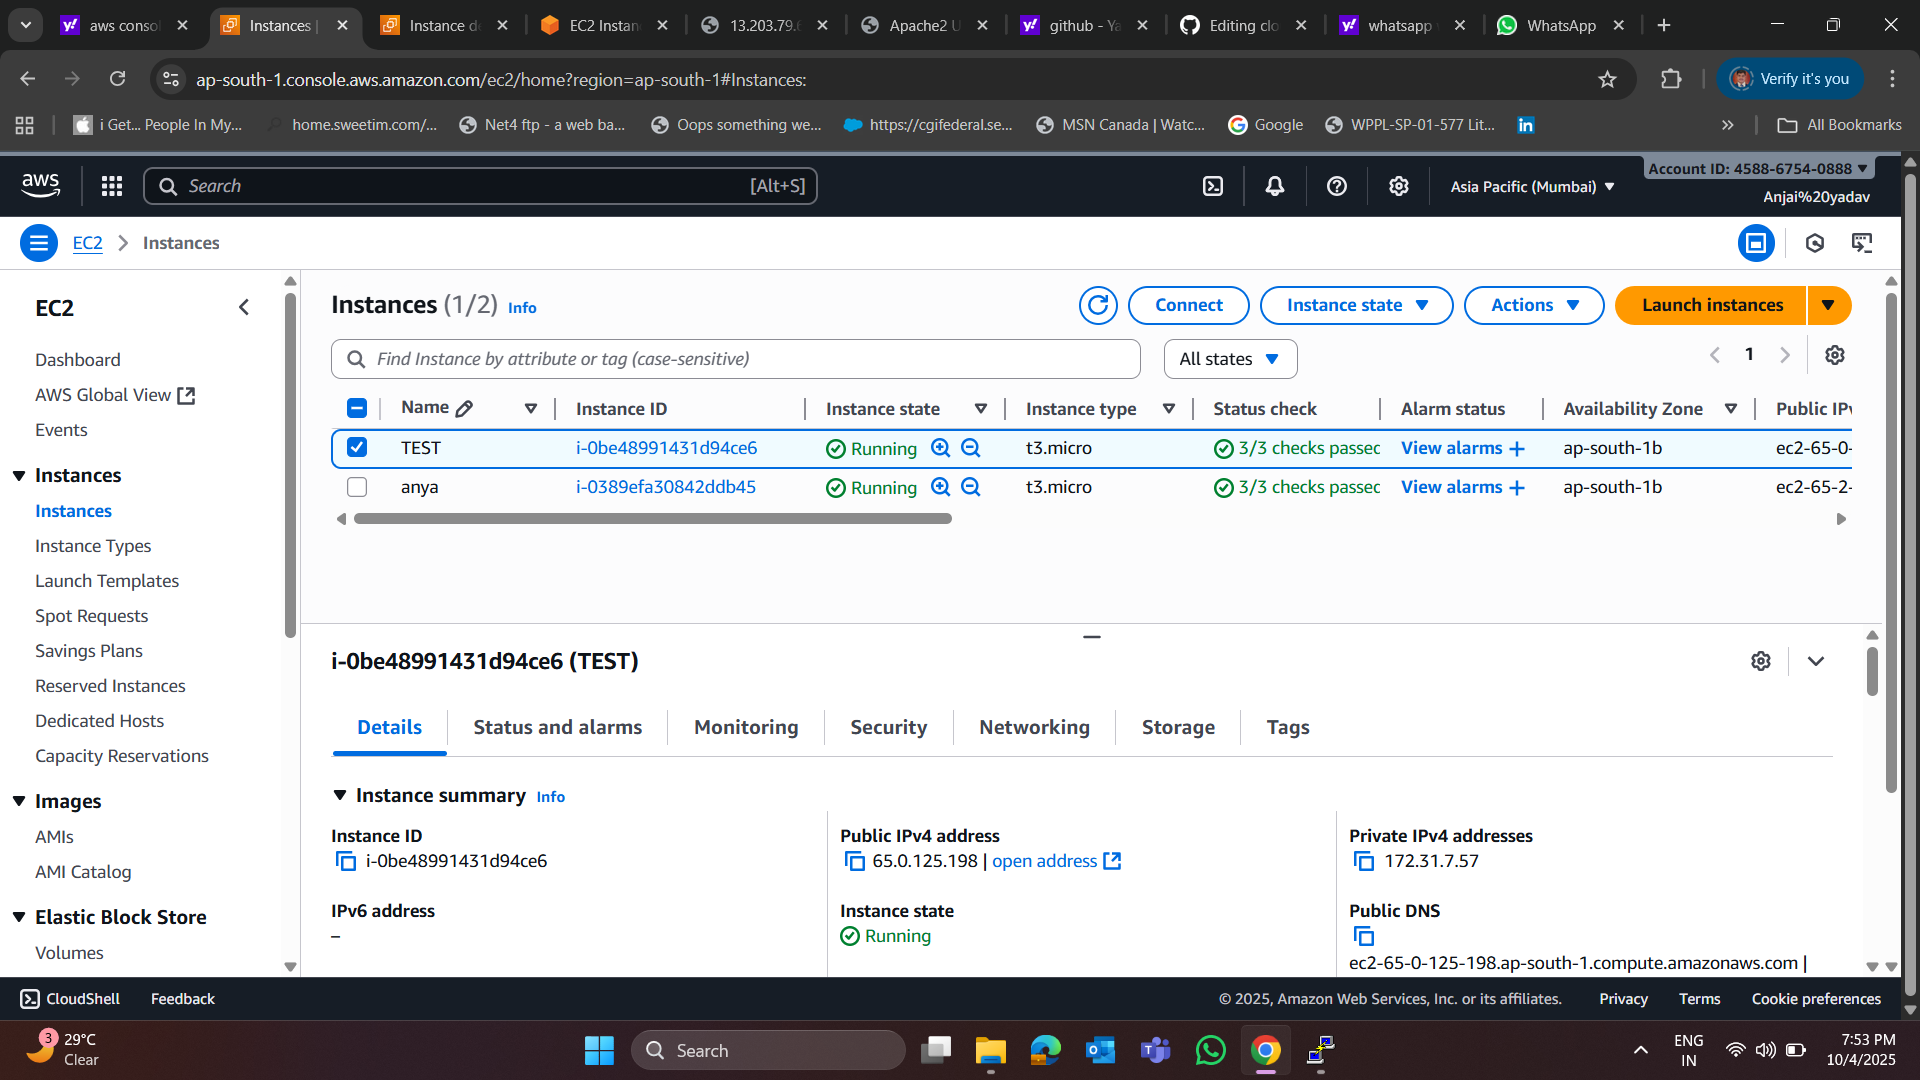 aws consol
Instances |
Instance de
EC2 Instan
13.203.79.6
Apache2 U
github - Ya
Editing clo
whatsapp
WhatsApp
ap-south-1.console.aws.amazon.com/ec2/home?region=ap-south-1#Instances:
Verify it's you
i Get... People In My...
home.sweetim.com/...
Net4 ftp - a web ba...
Oops something we...
https://cgifederal.se...
MSN Canada | Watc...
Google
WPPL-SP-01-577 Lit...
in
All Bookmarks
aws
Search
[Alt+S]
Asia Pacific (Mumbai)
Account ID: 4588-6754-0888
Anjai%20yadav
EC2
Instances
EC2
Dashboard
AWS Global View
Events
Instances
Instances
Instance Types
Launch Templates
Spot Requests
Savings Plans
Reserved Instances
Dedicated Hosts
Capacity Reservations
Images
AMIs
AMI Catalog
Elastic Block Store
Volumes
Instances (1/2) Info
Connect
Instance state
Actions
Launch instances
Find Instance by attribute or tag (case-sensitive)
All states
1
Name Instance ID Instance state Instance type Status check Alarm status Availability Zone Public IPv
TEST i-0be48991431d94ce6 Running t3.micro 3/3 checks passed View alarms + ap-south-1b ec2-65-0-
anya i-0389efa30842ddb45 Running t3.micro 3/3 checks passed View alarms + ap-south-1b ec2-65-2-
i-0be48991431d94ce6 (TEST)
Details
Status and alarms
Monitoring
Security
Networking
Storage
Tags
Instance summary Info
Instance ID
i-0be48991431d94ce6
Public IPv4 address
65.0.125.198 | open address
Private IPv4 addresses
172.31.7.57
IPv6 address
–
Instance state
Running
Public DNS
ec2-65-0-125-198.ap-south-1.compute.amazonaws.com |
CloudShell
Feedback
© 2025, Amazon Web Services, Inc. or its affiliates.
Privacy
Terms
Cookie preferences
3
29°C
Clear
Search
ENG
IN
7:53 PM
10/4/2025